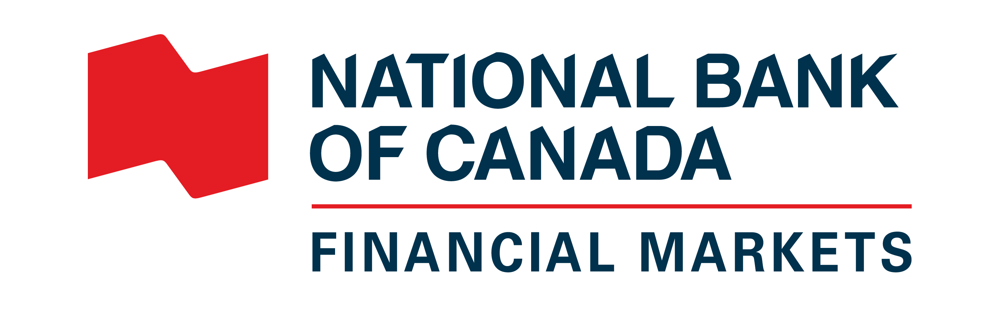 NATIONAL BANK
OF CANADA
FINANCIAL MARKETS